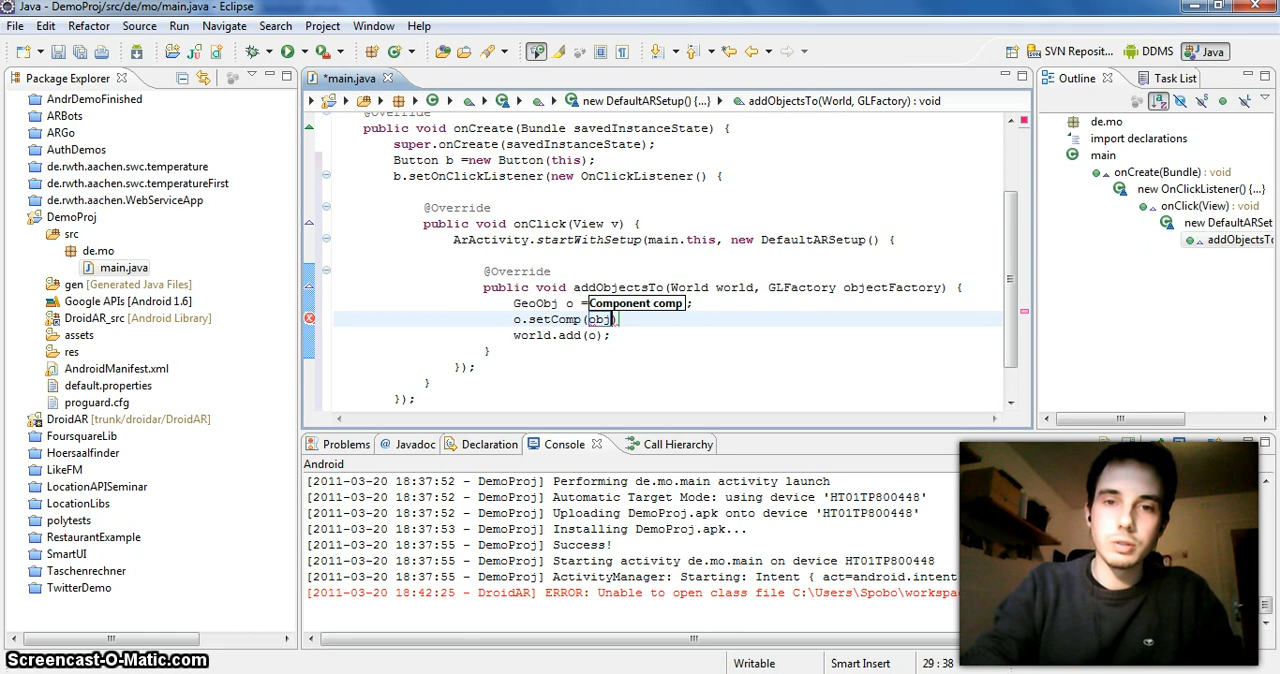 Java - DemoProj/src/de/mo/main.java - Eclipse
File Edit Refactor Source Navigate Search Project Run Window Help
SVN Reposit... DDMS Java
Package Explorer
*main.java
Outline Task List
new DefaultARSetup() {...} addObjectsTo(World, GLFactory) : void
AndrDemoFinished
ARBots
ARGo
AuthDemos
de.rwth.aachen.swc.temperature
de.rwth.aachen.swc.temperatureFirst
de.rwth.aachen.WebServiceApp
DemoProj
src
de.mo
main.java
gen [Generated Java Files]
Google APIs [Android 1.6]
DroidAR_src [Android Library]
assets
res
AndroidManifest.xml
default.properties
proguard.cfg
DroidAR [trunk/droidar/DroidAR]
FoursquareLib
Hoersaalfinder
LikeFM
LocationAPISeminar
LocationLibs
polytests
RestaurantExample
SmartUI
Taschenrechner
TwitterDemo
@Override
public void onCreate(Bundle savedInstanceState) {
super.onCreate(savedInstanceState);
Button b =new Button(this);
b.setOnClickListener(new OnClickListener() {
@Override
public void onClick(View v) {
ArActivity.startWithSetup(main.this, new DefaultARSetup() {
@Override
public void addObjectsTo(World world, GLFactory objectFactory) {
GeoObj o =Component comp;
o.setComp(obj)
world.add(o);
}
});
}
});
de.mo
import declarations
main
onCreate(Bundle) : void
new OnClickListener() {...}
onClick(View) : void
new DefaultARSet
addObjectsTo
Problems Javadoc Declaration Console Call Hierarchy
Android
[2011-03-20 18:37:52 - DemoProj] Performing de.mo.main activity launch
[2011-03-20 18:37:52 - DemoProj] Automatic Target Mode: using device 'HT01TP800448'
[2011-03-20 18:37:52 - DemoProj] Uploading DemoProj.apk onto device 'HT01TP800448'
[2011-03-20 18:37:53 - DemoProj] Installing DemoProj.apk...
[2011-03-20 18:37:55 - DemoProj] Success!
[2011-03-20 18:37:55 - DemoProj] Starting activity de.mo.main on device HT01TP800448
[2011-03-20 18:37:55 - DemoProj] ActivityManager: Starting: Intent { act=android.intent
[2011-03-20 18:42:25 - DroidAR] ERROR: Unable to open class file C:\Users\Spobo\workspac
Screencast-O-Matic.com
Writable Smart Insert 29 : 38